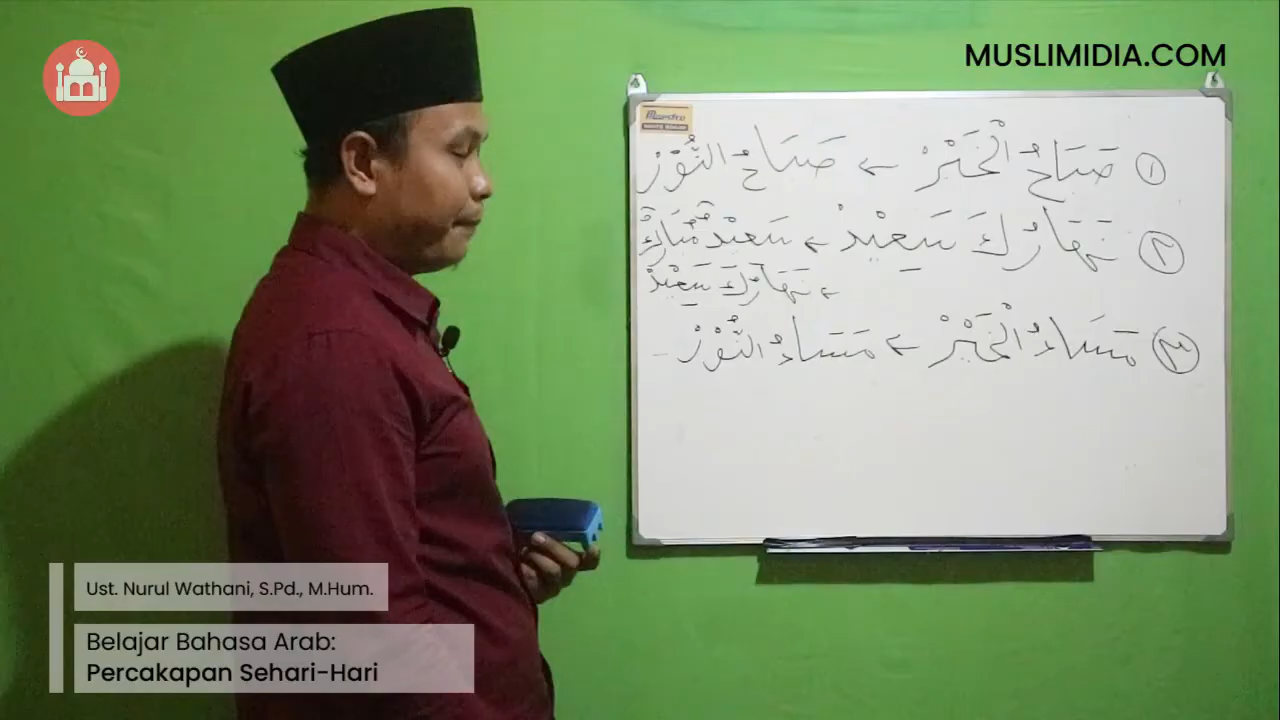 MUSLIMIDIA.COM
Maestro
١ صَبَاحُ الْخَيْرْ ← صَبَاحُ النُّوْرْ
٢ نَهَارُكَ سَعِيْدْ ← سَعِيْدٌ مُبَارَكٌ
← نَهَارُكَ سَعِيْدْ
٣ مَسَاءُ الْخَيْرْ ← مَسَاءُ النُّوْرْ
Ust. Nurul Wathani, S.Pd., M.Hum.
Belajar Bahasa Arab:
Percakapan Sehari-Hari